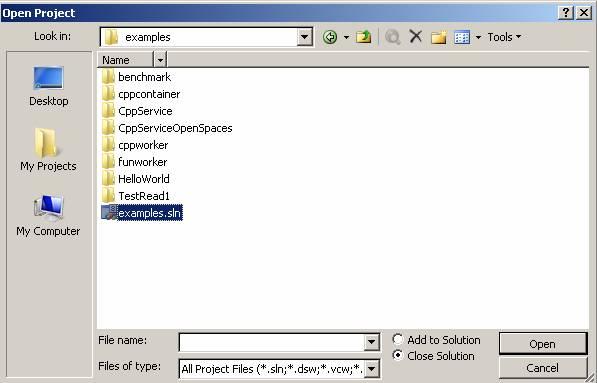 Open Project
Look in: examples Tools
Name
Desktop
My Projects
My Computer
benchmark
cppcontainer
CppService
CppServiceOpenSpaces
cppworker
funworker
HelloWorld
TestRead1
examples.sln
File name:
Files of type: All Project Files (*.sln;*.dsw;*.vcw;*.
Add to Solution
Close Solution
Open
Cancel